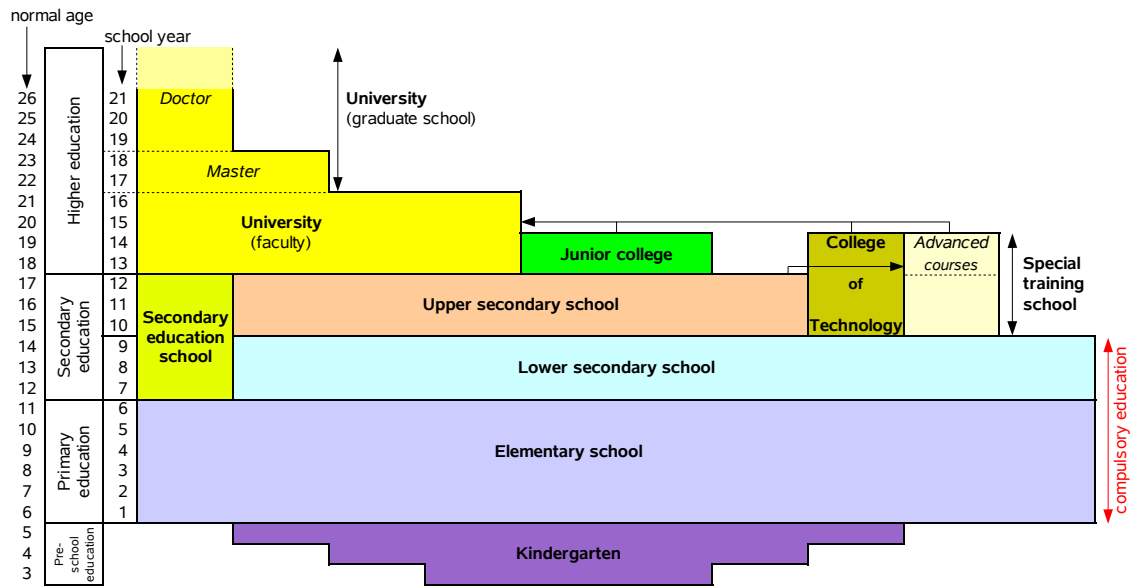 normal age
school year
26
25
24
23
22
21
20
19
18
17
16
15
14
13
12
11
10
9
8
7
6
5
4
3
Higher education
Secondary
education
Primary
education
Pre-
school
education
21
20
19
18
17
16
15
14
13
12
11
10
9
8
7
6
5
4
3
2
1
Doctor
Master
University
(graduate school)
University
(faculty)
Junior college
College
of
Technology
Advanced
courses
Special
training
school
Secondary
education
school
Upper secondary school
Lower secondary school
Elementary school
Kindergarten
compulsory education